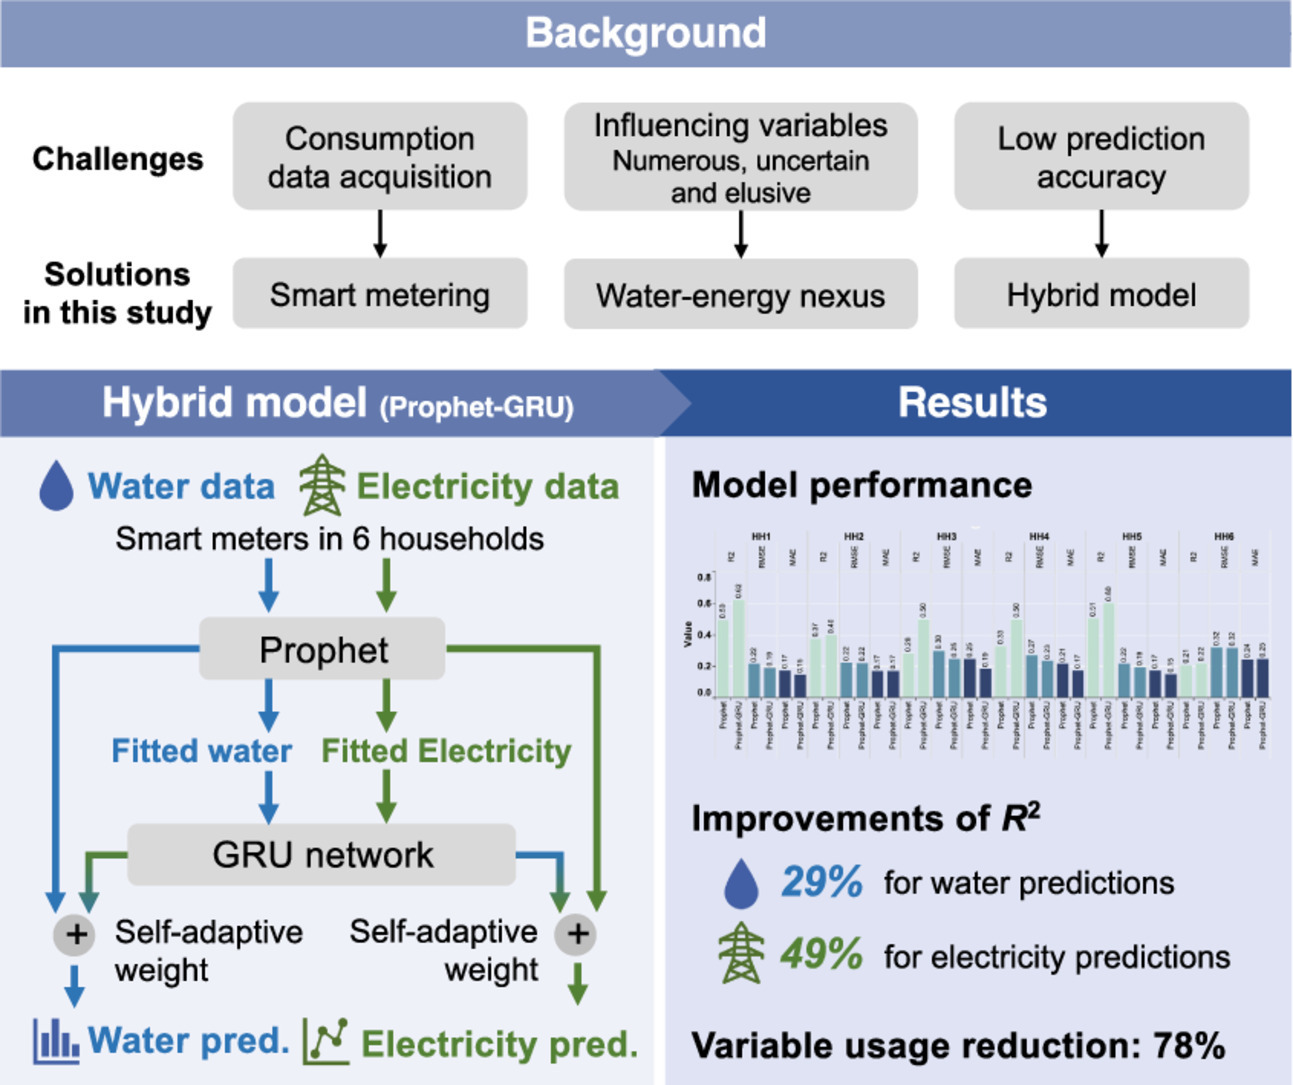 Background
Challenges
Consumption
data acquisition
Influencing variables
Numerous, uncertain
and elusive
Low prediction
accuracy
Solutions
in this study
Smart metering
Water-energy nexus
Hybrid model
Hybrid model (Prophet-GRU)
Water data
Electricity data
Smart meters in 6 households
Prophet
Fitted water
Fitted Electricity
GRU network
+
Self-adaptive
weight
Self-adaptive
weight
+
Water pred.
Electricity pred.
Results
Model performance
HH1 HH2 HH3 HH4 HH5 HH6
R2 RMSE MAE R2 RMSE MAE R2 RMSE MAE R2 RMSE MAE R2 RMSE MAE R2 RMSE MAE
Value
0.8
0.6
0.4
0.2
0.0
0.62 0.22 0.19 0.17 0.15
0.37 0.22 0.22 0.17 0.17
0.50 0.30 0.25 0.25 0.19
0.33 0.50 0.27 0.23 0.21 0.17
0.51 0.60 0.22 0.19 0.17 0.15
0.21 0.22 0.32 0.32 0.24 0.25
Prophet Prophet-GRU Prophet Prophet-GRU Prophet Prophet-GRU Prophet Prophet-GRU Prophet Prophet-GRU Prophet Prophet-GRU Prophet Prophet-GRU Prophet Prophet-GRU Prophet Prophet-GRU Prophet Prophet-GRU Prophet Prophet-GRU Prophet Prophet-GRU Prophet Prophet-GRU Prophet Prophet-GRU Prophet Prophet-GRU Prophet Prophet-GRU Prophet Prophet-GRU Prophet Prophet-GRU
Improvements of R²
29% for water predictions
49% for electricity predictions
Variable usage reduction: 78%